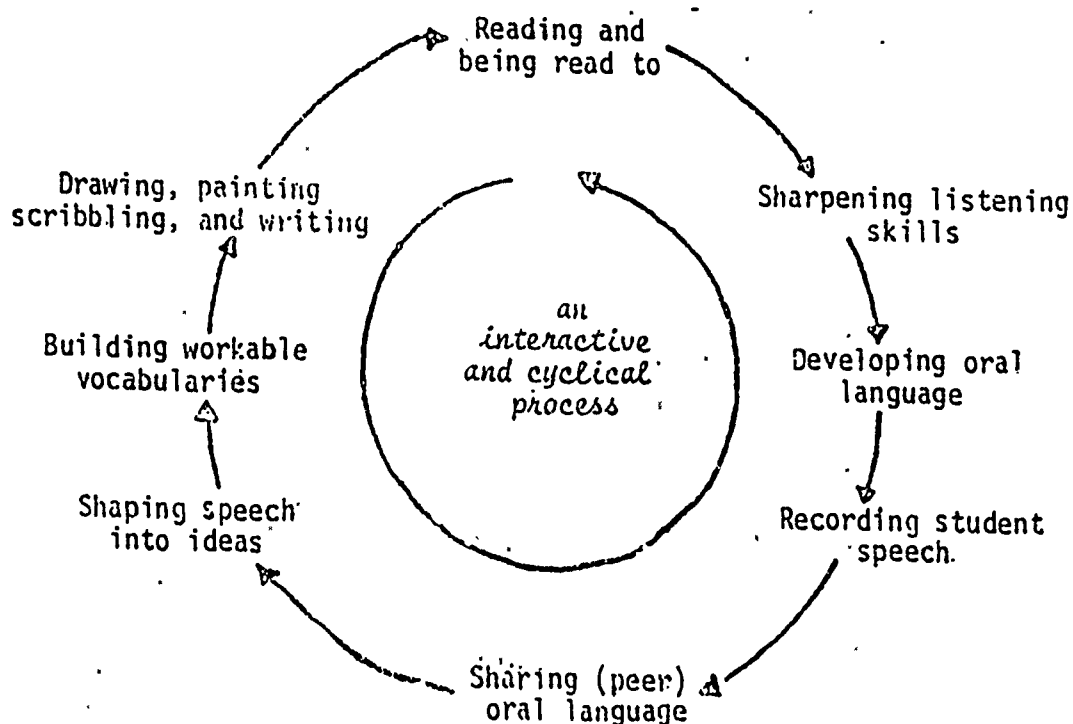 Reading and
being read to
Sharpening listening
skills
Developing oral
language
Recording student
speech.
Sharing (peer)
oral language
Shaping speech
into ideas
Building workable
vocabularies
Drawing, painting
scribbling, and writing
an
interactive
and cyclical
process